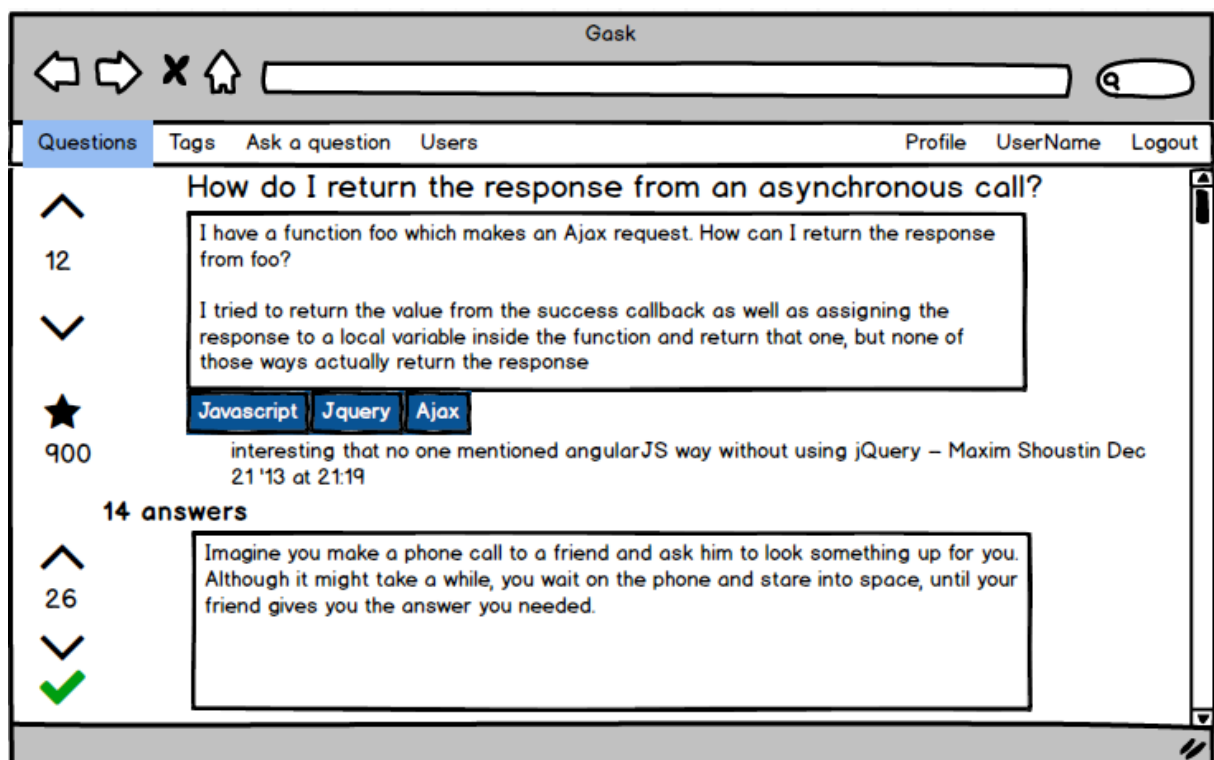 Gask
Questions Tags Ask a question Users Profile UserName Logout
How do I return the response from an asynchronous call?
12
I have a function foo which makes an Ajax request. How can I return the response
from foo?
I tried to return the value from the success callback as well as assigning the
response to a local variable inside the function and return that one, but none of
those ways actually return the response
Javascript Jquery Ajax
900
interesting that no one mentioned angularJS way without using jQuery – Maxim Shoustin Dec
21 '13 at 21:19
14 answers
26
Imagine you make a phone call to a friend and ask him to look something up for you.
Although it might take a while, you wait on the phone and stare into space, until your
friend gives you the answer you needed.